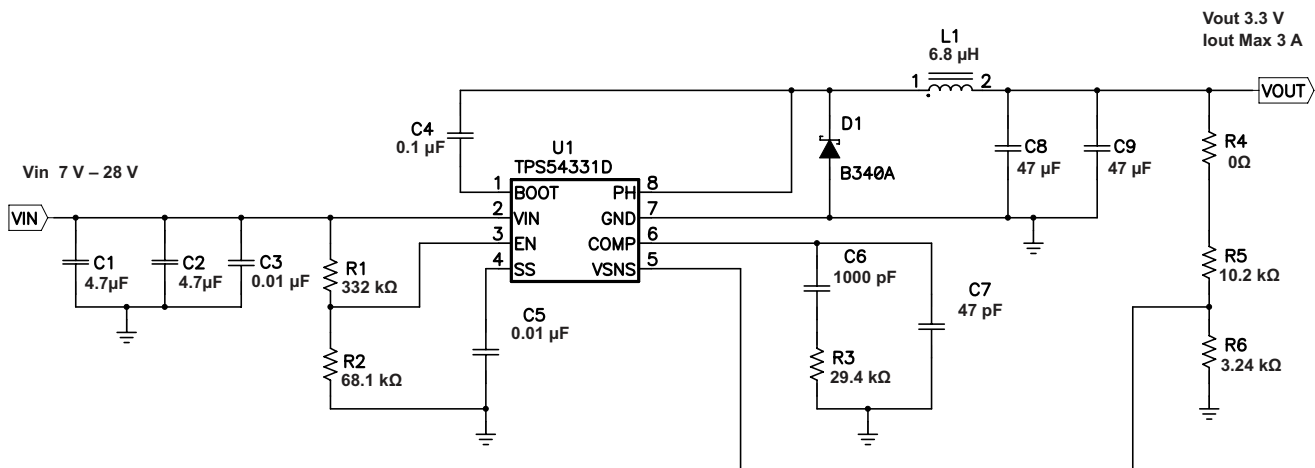 Vout 3.3 V
Iout Max 3 A
L1
6.8 µH
1 2
VOUT
C4
0.1 µF
D1
B340A
C8
47 µF
C9
47 µF
R4
0Ω
U1
TPS54331D
Vin 7 V – 28 V
VIN
1 BOOT PH 8
2 VIN GND 7
3 EN COMP 6
4 SS VSNS 5
C1
4.7µF
C2
4.7µF
C3
0.01 µF
R1
332 kΩ
C6
1000 pF
C7
47 pF
R5
10.2 kΩ
C5
0.01 µF
R2
68.1 kΩ
R3
29.4 kΩ
R6
3.24 kΩ